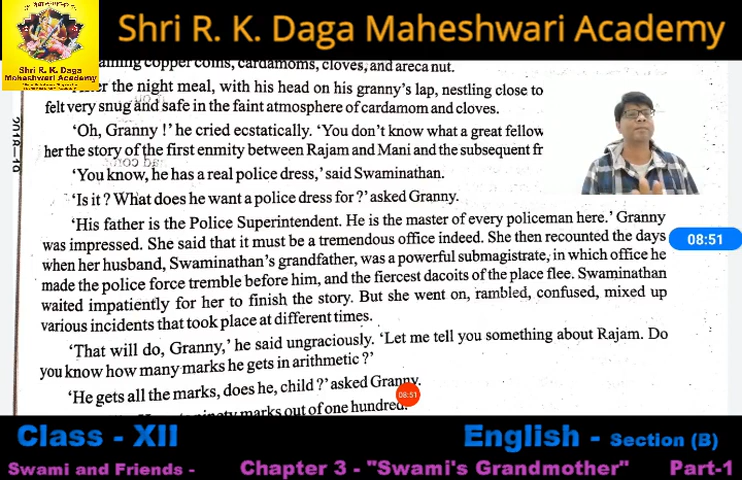 Shri R. K. Daga Maheshwari Academy
Shri R. K. Daga
Maheshwari Academy
copper coins, cardamoms, cloves, and areca nut.
the night meal, with his head on his granny's lap, nestling close to
felt very snug and safe in the faint atmosphere of cardamom and cloves.
'Oh, Granny !' he cried ecstatically. 'You don't know what a great fellow
her the story of the first enmity between Rajam and Mani and the subsequent fr
'You know, he has a real police dress,' said Swaminathan.
'Is it ? What does he want a police dress for ?' asked Granny.
'His father is the Police Superintendent. He is the master of every policeman here.' Granny
was impressed. She said that it must be a tremendous office indeed. She then recounted the days
when her husband, Swaminathan's grandfather, was a powerful submagistrate, in which office he
made the police force tremble before him, and the fiercest dacoits of the place flee. Swaminathan
waited impatiently for her to finish the story. But she went on, rambled, confused, mixed up
various incidents that took place at different times.
'That will do, Granny,' he said ungraciously. 'Let me tell you something about Rajam. Do
you know how many marks he gets in arithmetic ?'
'He gets all the marks, does he, child ?' asked Granny.
ninety marks out of one hundred.
2018-19
08:51
08:51
Class - XII
English - Section (B)
Swami and Friends -
Chapter 3 - "Swami's Grandmother"
Part-1